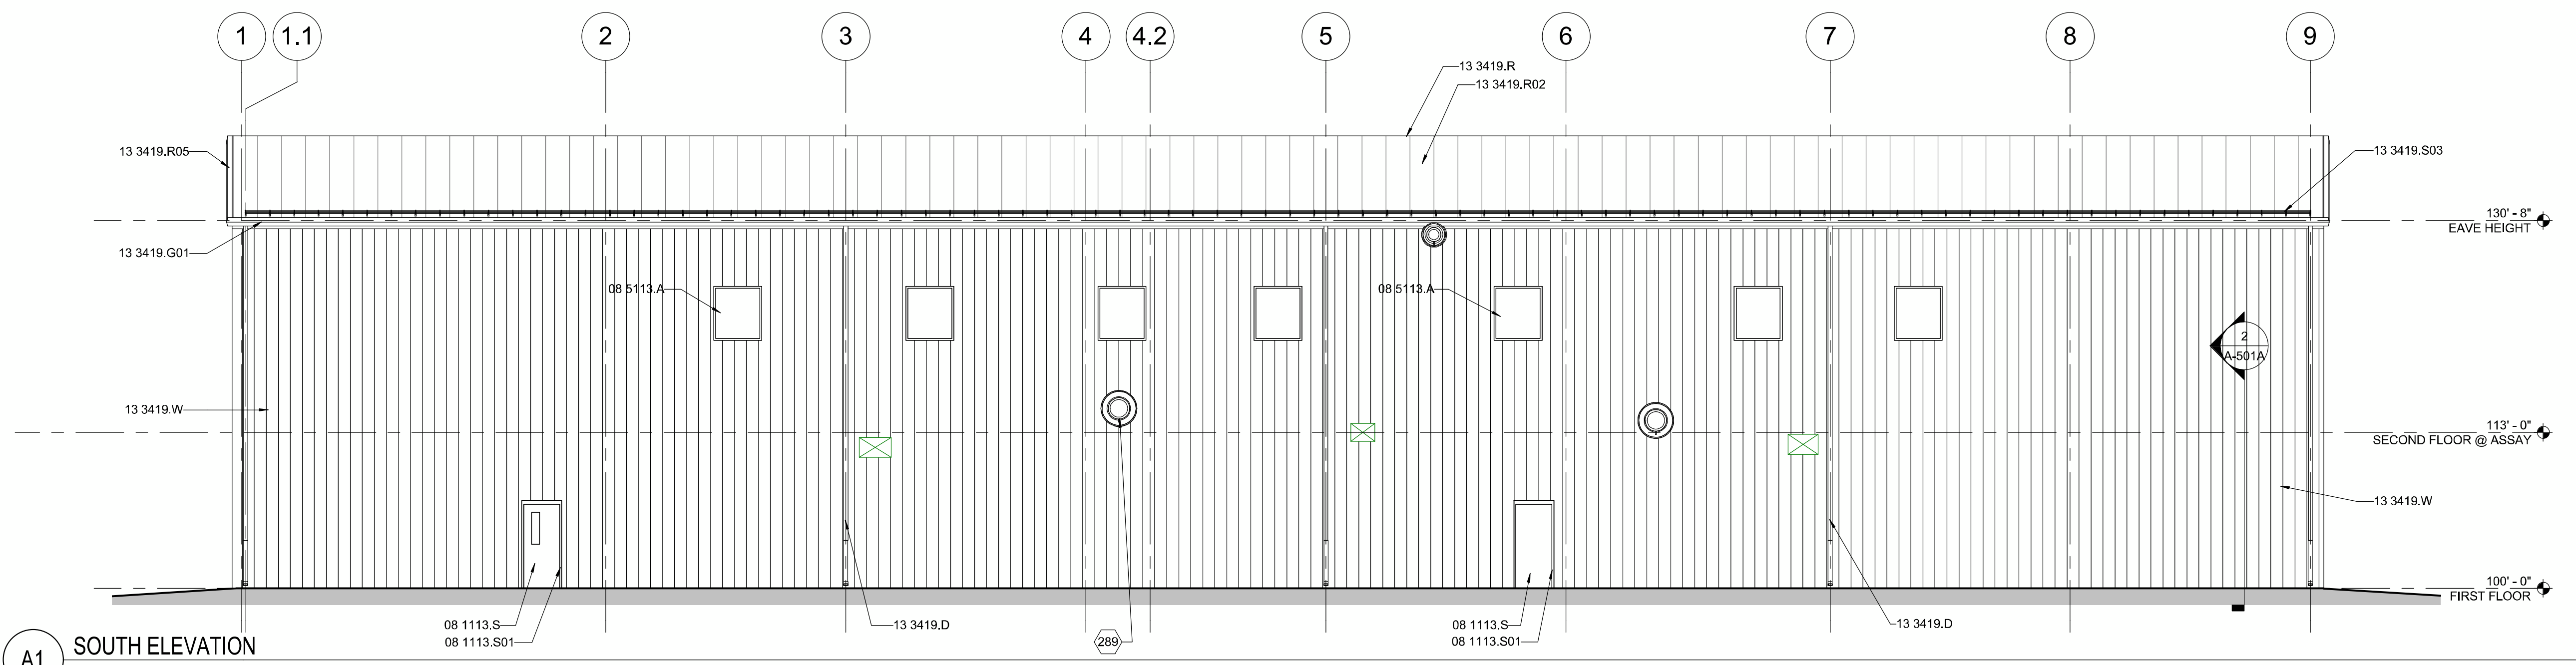 1 1.1 2 3 4 4.2 5 6 7 8 9
13 3419.R
13 3419.R02
13 3419.R05
13 3419.S03
130' - 8"
EAVE HEIGHT
13 3419.G01
08 5113.A
08 5113.A
2
A-501A
13 3419.W
113' - 0"
SECOND FLOOR @ ASSAY
13 3419.W
100' - 0"
FIRST FLOOR
08 1113.S
08 1113.S01
13 3419.D
289
08 1113.S
08 1113.S01
13 3419.D
A1
SOUTH ELEVATION